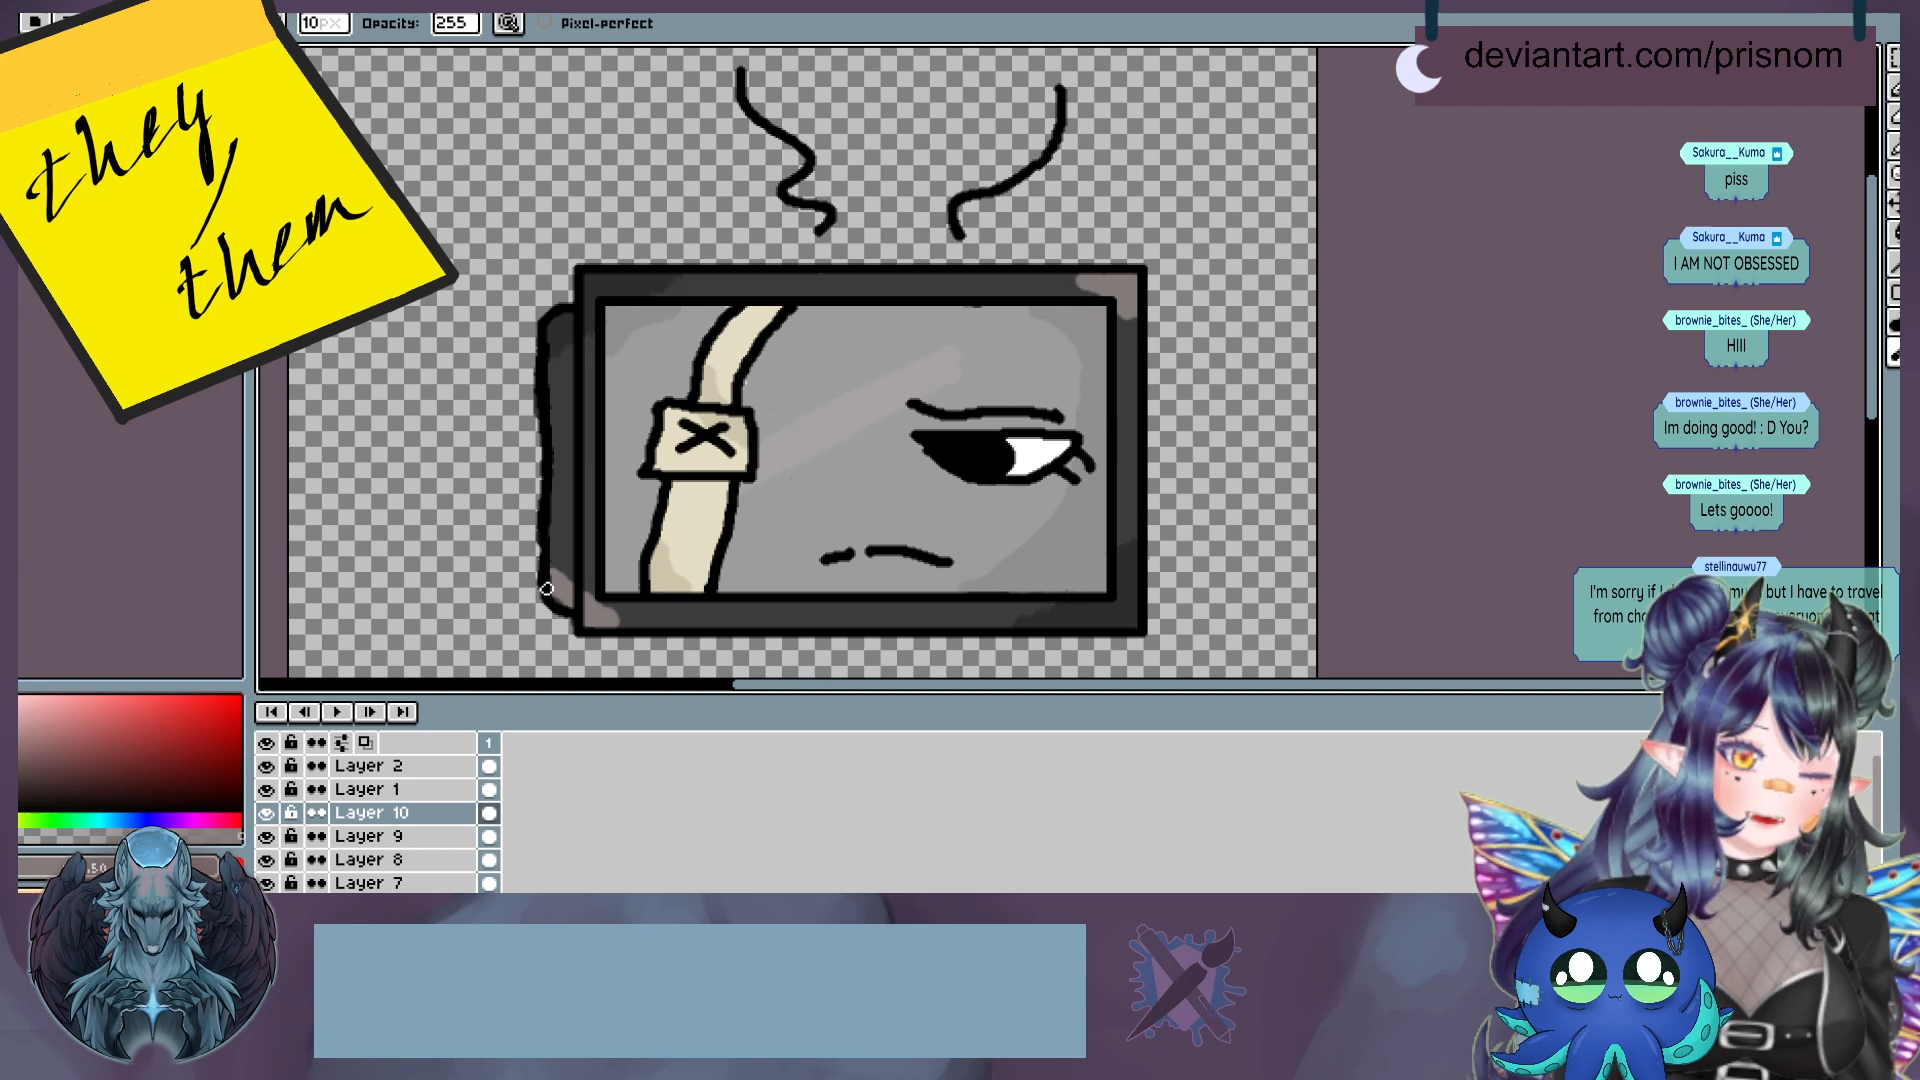 10px Opacity: 255 Pixel-perfect
they/
them
deviantart.com/prisnom
Sakura__Kuma
piss
Sakura__Kuma
I AM NOT OBSESSED
brownie_bites_ (She/Her)
HIII
brownie_bites_ (She/Her)
Im doing good! : D You?
brownie_bites_ (She/Her)
Lets goooo!
stellinauwu77
I'm sorry if I but I have to travel
from
1
Layer 2
Layer 1
Layer 10
Layer 9
Layer 8
Layer 7